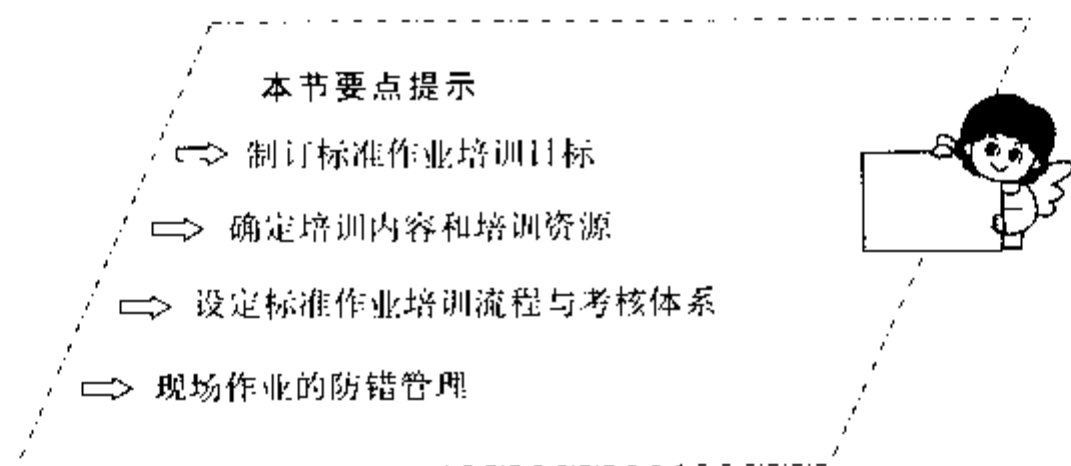 本节要点提示
制订标准作业培训目标
确定培训内容和培训资源
设定标准作业培训流程与考核体系
现场作业的防错管理